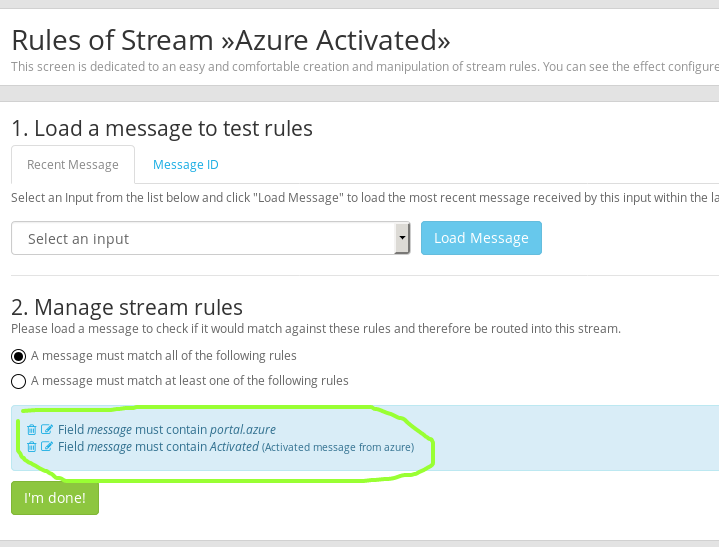 Rules of Stream »Azure Activated»
This screen is dedicated to an easy and comfortable creation and manipulation of stream rules. You can see the effect configure
1. Load a message to test rules
Recent Message
Message ID
Select an Input from the list below and click "Load Message" to load the most recent message received by this input within the la
Select an input
Load Message
2. Manage stream rules
Please load a message to check if it would match against these rules and therefore be routed into this stream.
A message must match all of the following rules
A message must match at least one of the following rules
Field message must contain portal.azure
Field message must contain Activated (Activated message from azure)
I'm done!